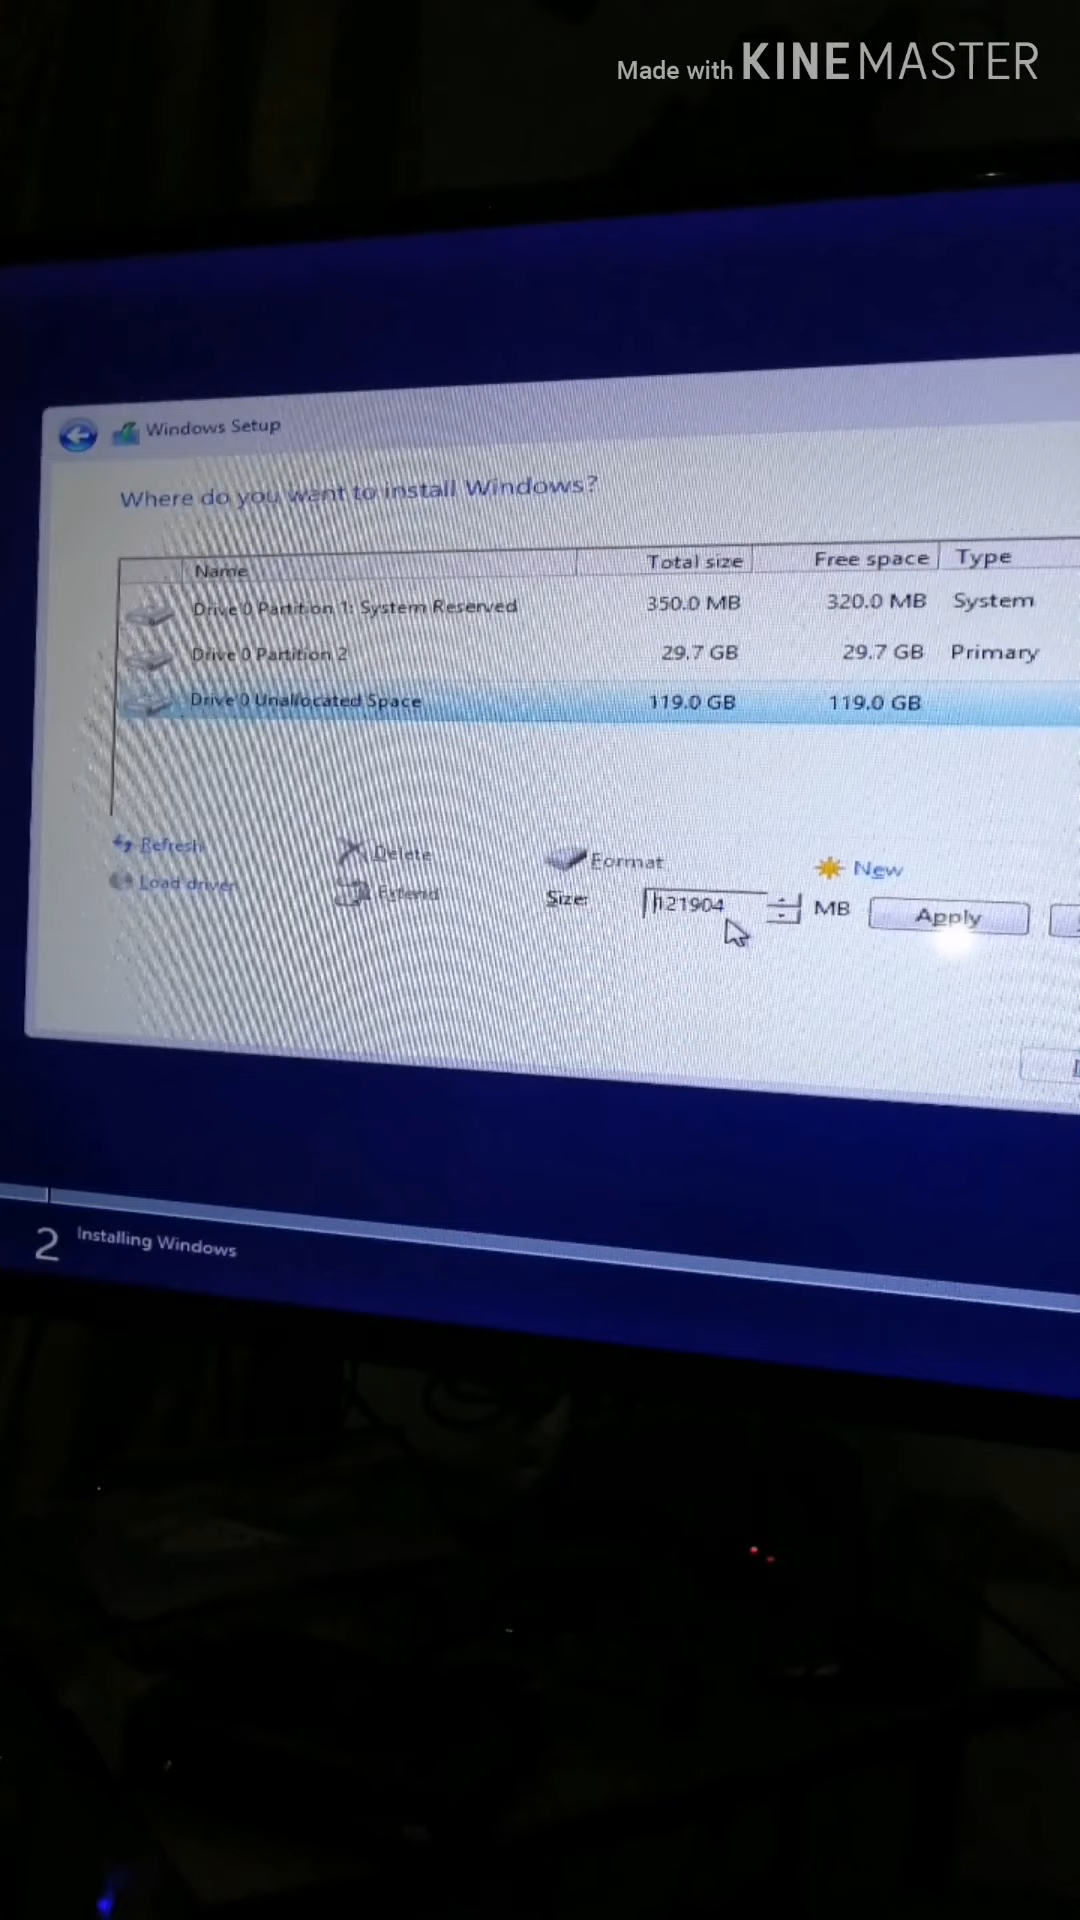 Made with KINEMASTER
Windows Setup
Where do you want to install Windows?
Name Total size Free space Type
Drive 0 Partition 1: System Reserved 350.0 MB 320.0 MB System
Drive 0 Partition 2 29.7 GB 29.7 GB Primary
Drive 0 Unallocated Space 119.0 GB 119.0 GB
Refresh Delete Format New
Load driver Extend Size: 121904 MB Apply
2 Installing Windows